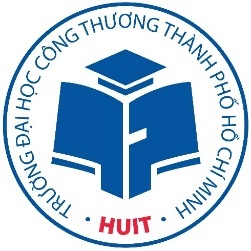 TRƯỜNG ĐẠI HỌC CÔNG THƯƠNG THÀNH PHỐ HỒ CHÍ MINH
• HUIT •